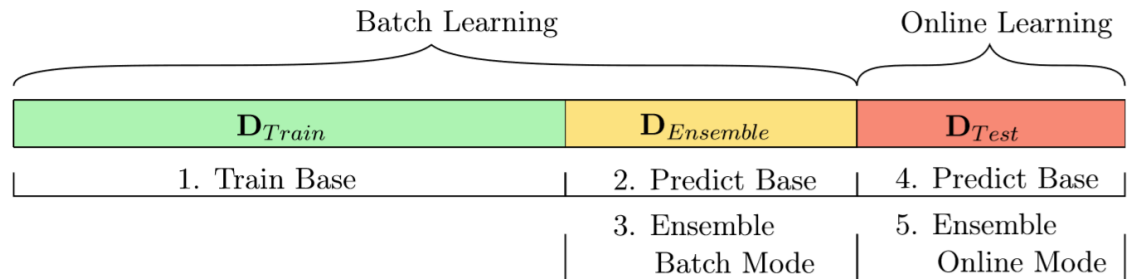 Batch Learning Online Learning
D_Train D_Ensemble D_Test
1. Train Base 2. Predict Base 4. Predict Base
3. Ensemble 5. Ensemble
Batch Mode Online Mode